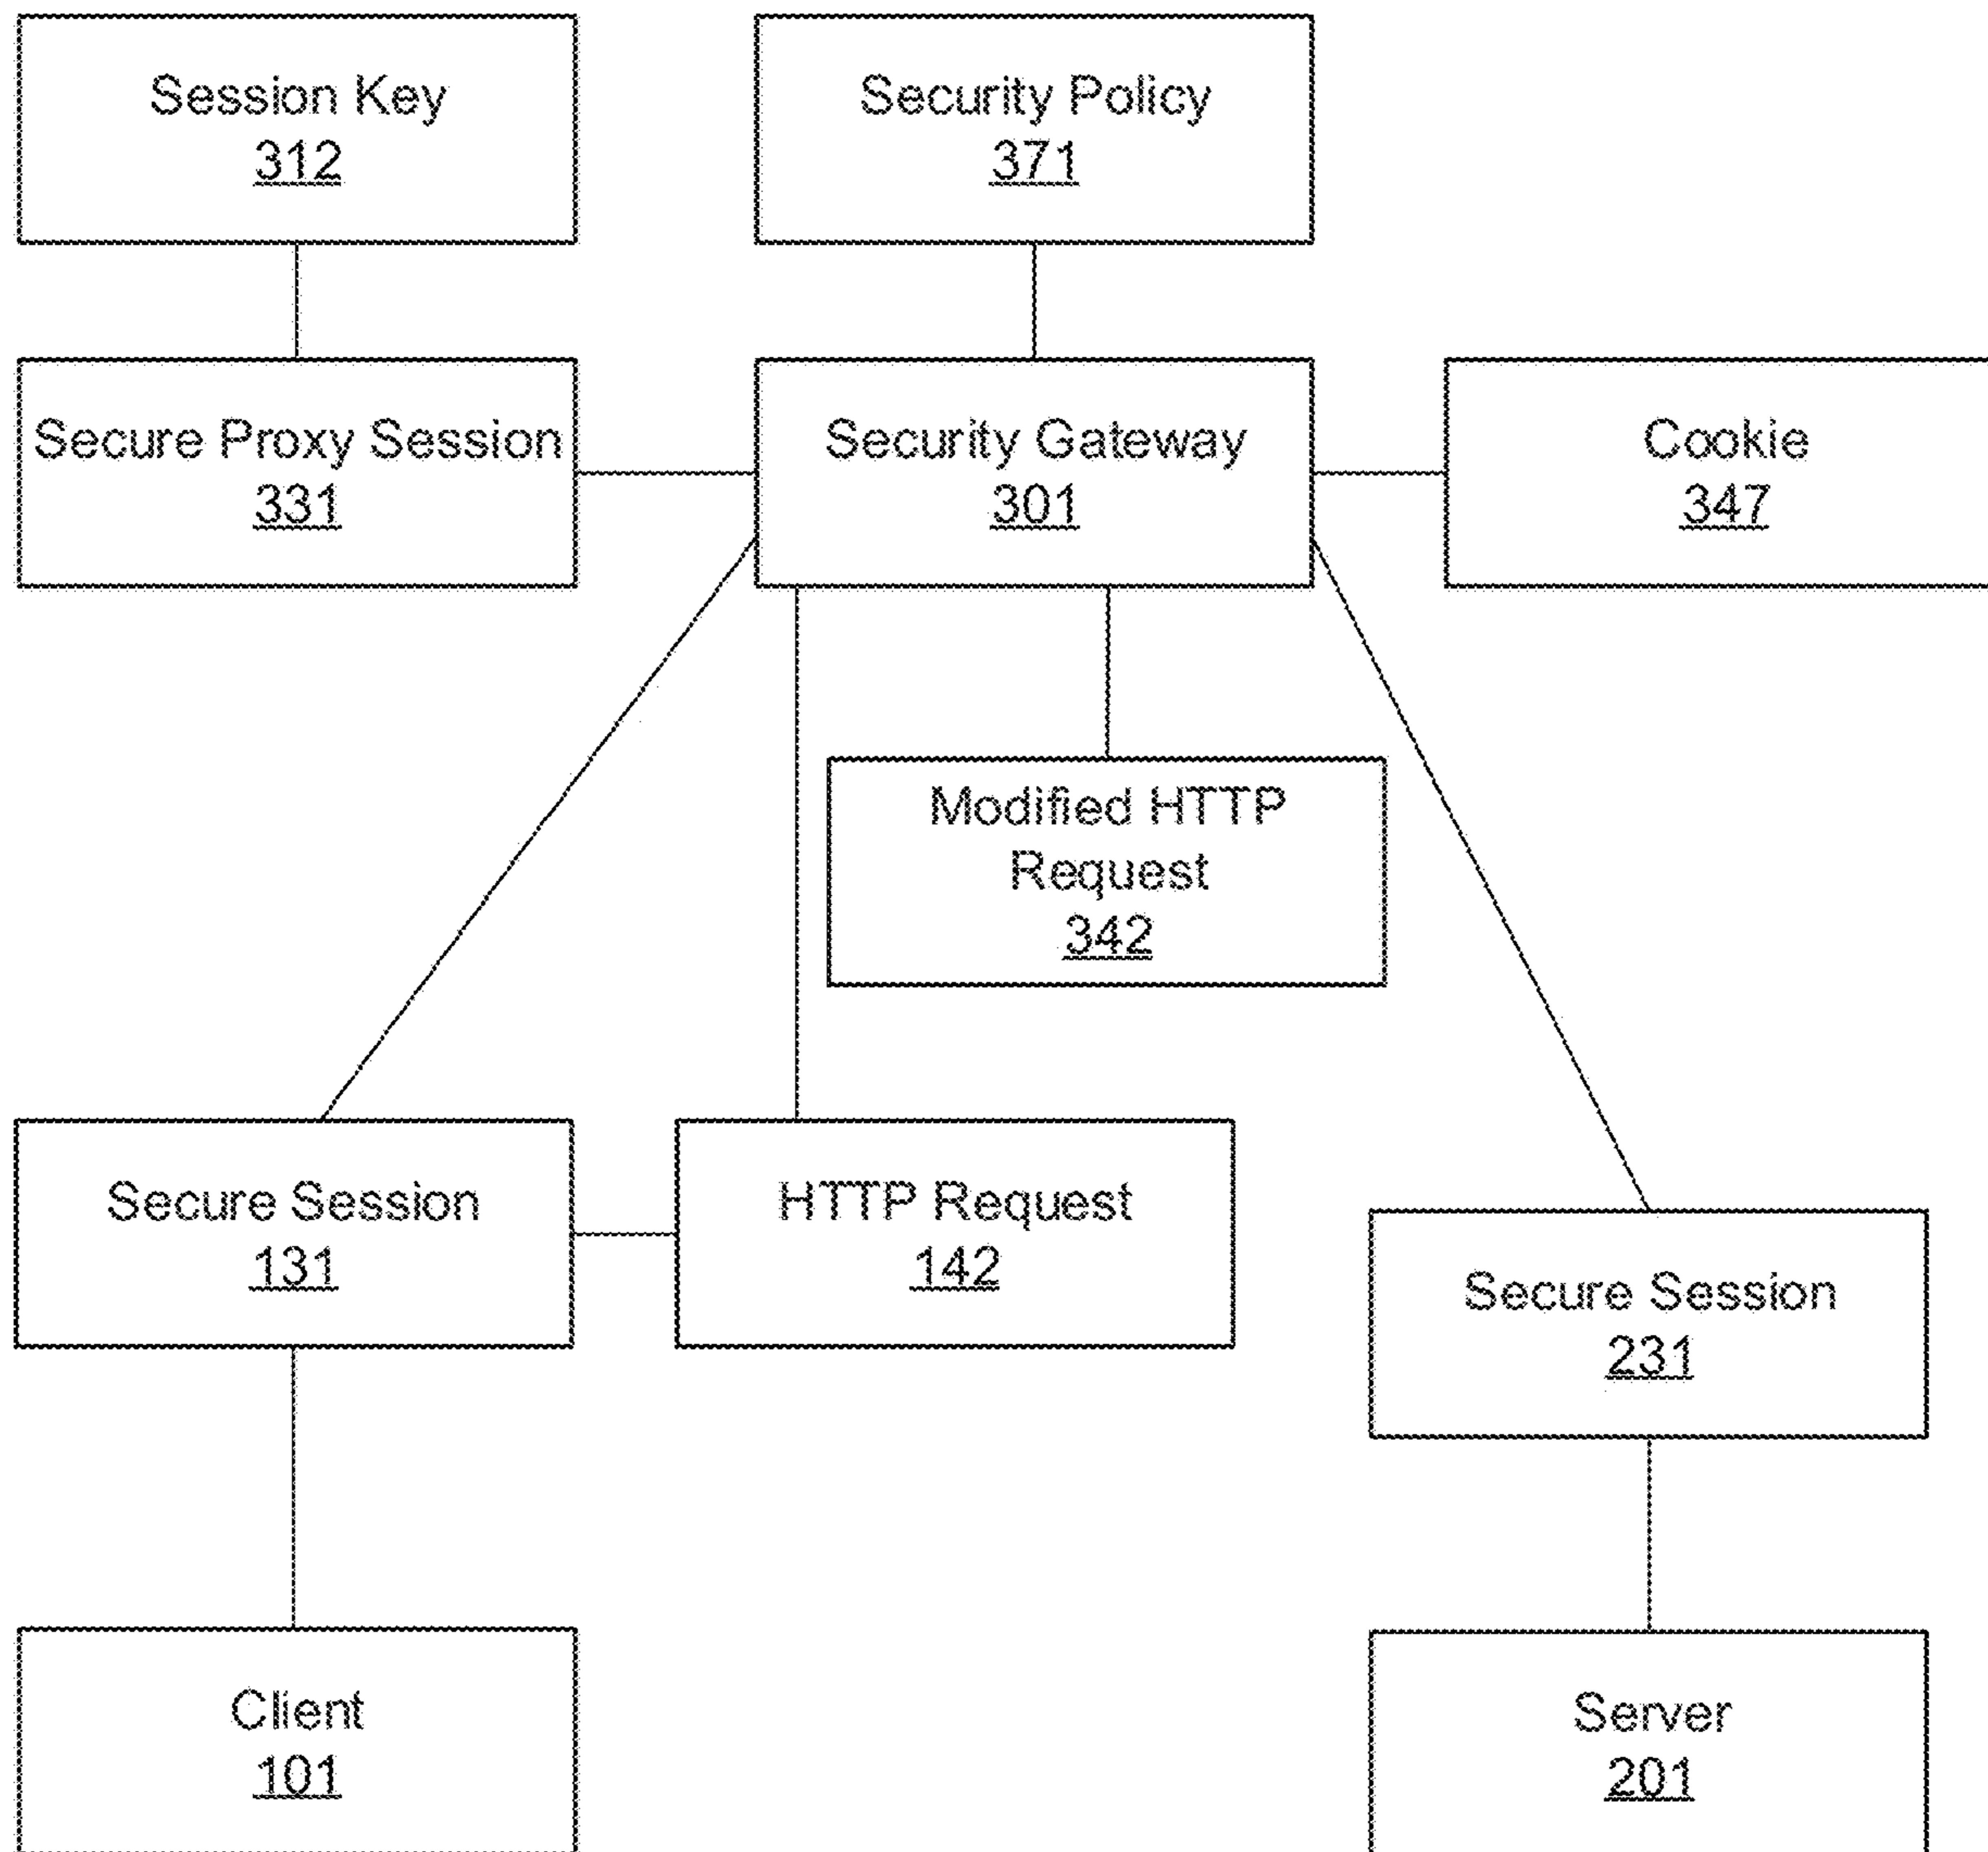 Session Key
312
Security Policy
371
Secure Proxy Session
331
Security Gateway
301
Cookie
347
Modified HTTP
Request
342
Secure Session
131
HTTP Request
142
Secure Session
231
Client
101
Server
201